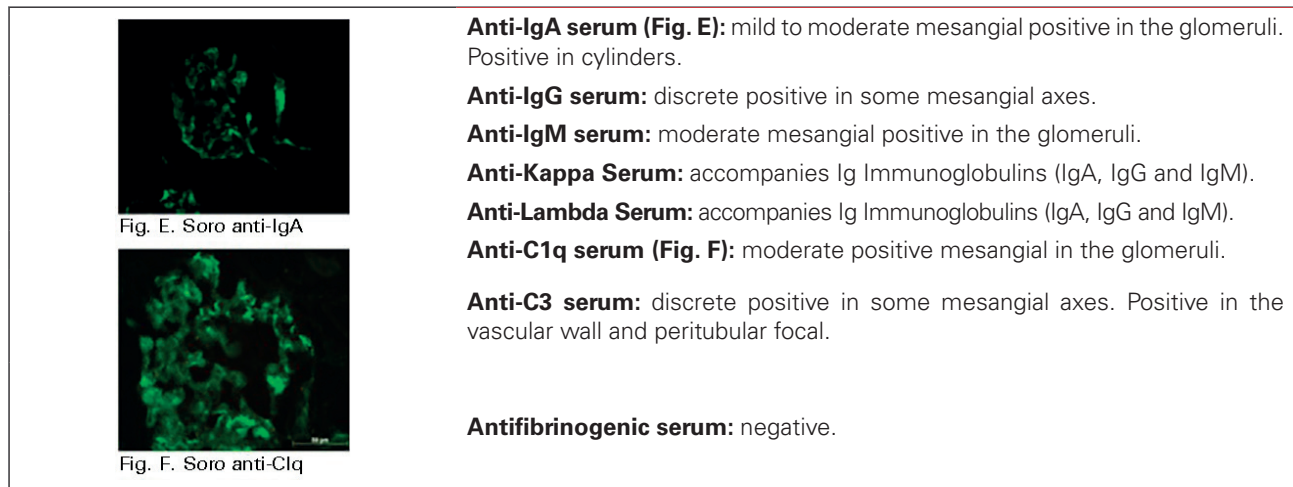 Anti-IgA serum (Fig. E): mild to moderate mesangial positive in the glomeruli.
Positive in cylinders.
Anti-IgG serum: discrete positive in some mesangial axes.
Anti-IgM serum: moderate mesangial positive in the glomeruli.
Anti-Kappa Serum: accompanies Ig Immunoglobulins (IgA, IgG and IgM).
Fig. E. Soro anti-IgA
Anti-Lambda Serum: accompanies Ig Immunoglobulins (IgA, IgG and IgM).
Anti-C1q serum (Fig. F): moderate positive mesangial in the glomeruli.
Anti-C3 serum: discrete positive in some mesangial axes. Positive in the
vascular wall and peritubular focal.
Antifibrinogenic serum: negative.
Fig. F. Soro anti-Clq